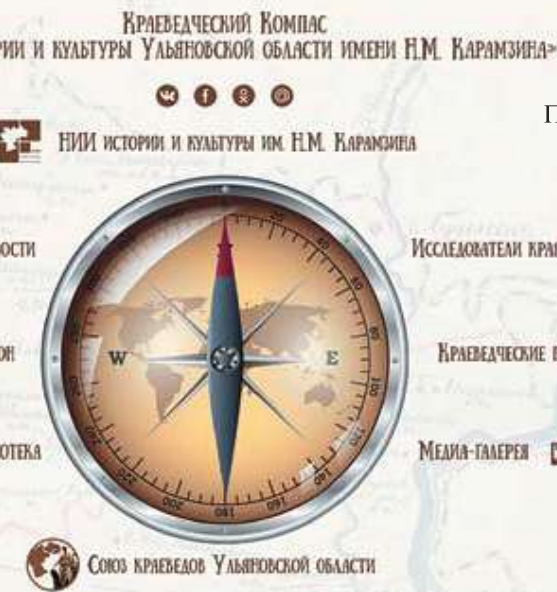 Краеведческий Компас
рии и культуры Ульяновской области имени Н.М. Карамзина»
П
НИИ истории и культуры им. Н.М. Карамзина
ости
Исследователи кра
он
Краеведческие
W
E
отека
Медиа-галерея
Союз краеведов Ульяновской области